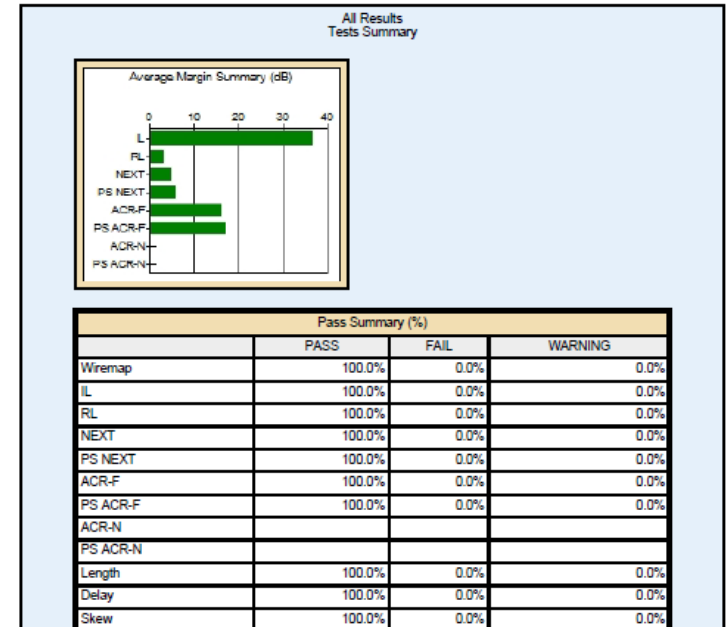 All Results
Tests Summary
Average Margin Summary (dB)
0 10 20 30 40
IL
RL
NEXT
PS NEXT
ACR-F
PS ACR-F
ACR-N
PS ACR-N
Pass Summary (%)
PASS FAIL WARNING
Wiremap 100.0% 0.0% 0.0%
IL 100.0% 0.0% 0.0%
RL 100.0% 0.0% 0.0%
NEXT 100.0% 0.0% 0.0%
PS NEXT 100.0% 0.0% 0.0%
ACR-F 100.0% 0.0% 0.0%
PS ACR-F 100.0% 0.0% 0.0%
ACR-N
PS ACR-N
Length 100.0% 0.0% 0.0%
Delay 100.0% 0.0% 0.0%
Skew 100.0% 0.0% 0.0%